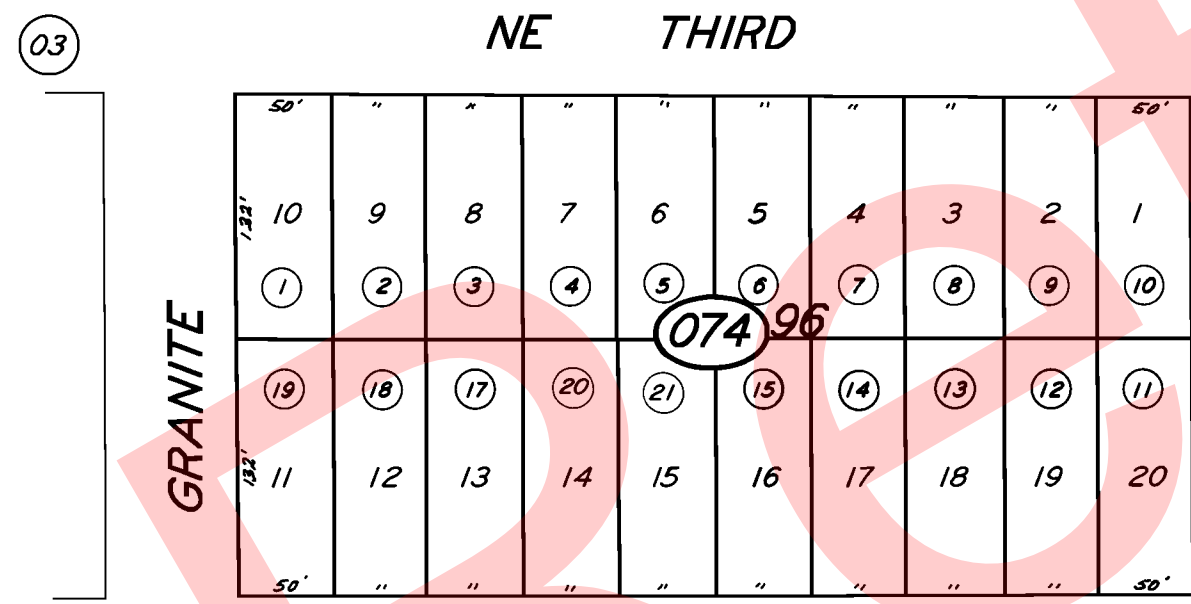 03
NE THIRD
50' " " " " " " " " 50'
132'
10 9 8 7 6 5 4 3 2 1
1 2 3 4 5 6 7 8 9 10
074 96
GRANITE
19 18 17 20 21 15 14 13 12 11
132'
11 12 13 14 15 16 17 18 19 20
50' " " " " " " " " 50'